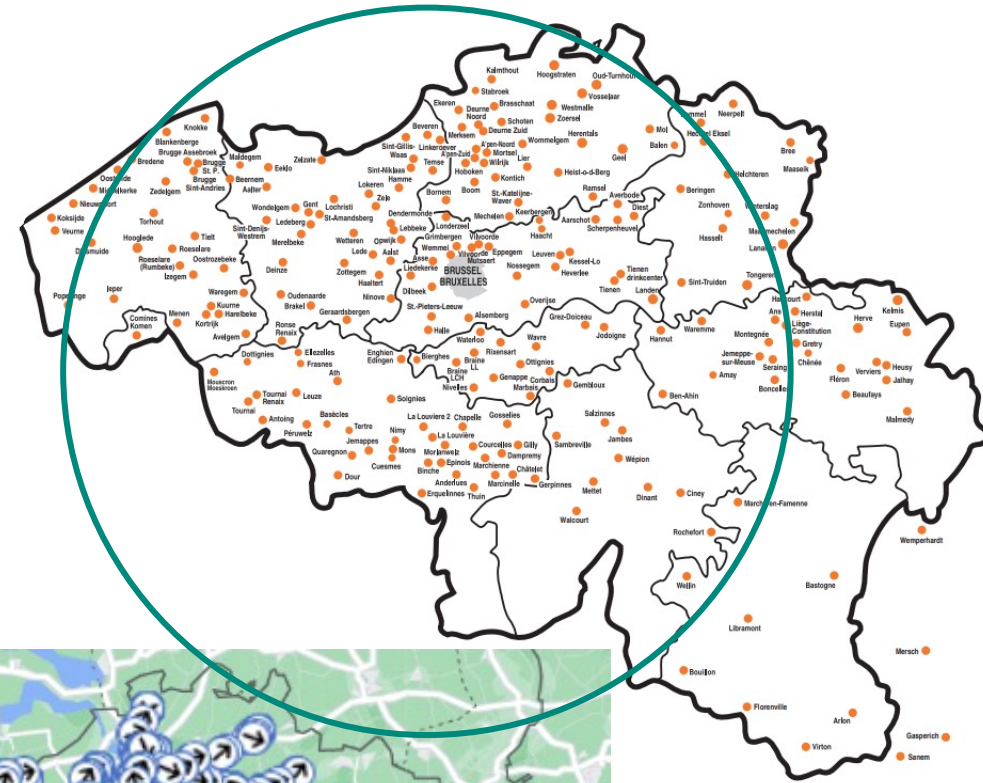 Hoogstraten
Kalmthout
Oud-Turnhout
Stabroek
Vosselaar
Neerpelt
Ekeren
Brasschaat
Westmalle
Knokke
Deurne
Noord
Zoersel
Beveren
Schoten
Hechtel Eksel
Blankenberge
Merksem
Deurne Zuid
Mol
Brugge Assebroek
Linkeroever
Wommelgem
Herentals
Bree
Zelzate
Sint-Gillis-
Waas
A'pen-Noord
Balen
Bredene
Brugge
Maldegem
A'pen-Zuid
Mortsel
St. P.
Eeklo
Temse
Wilrijk
Lier
Geel
Maaseik
Brugge
Sint-Niklaas
Hoboken
Helchteren
Sint-Andries
Beernem
Hamme
Kontich
Heist-o-d-Berg
Zedelgem
Aalter
Lokeren
Boom
Beringen
Bornem
St.-Katelijne-
Waver
Ramsel
Averbode
Koksijde
Zele
Zonhoven
Wondelgem
Gent
Lochristi
Keerbergen
Diest
Torhout
Ledeberg
St-Amandsberg
Dendermonde
Mechelen
Aarschot
Veurne
Sint-Denijs-
Westrem
Lebbeke
Londerzeel
Scherpenheuvel
Hooglede
Tielt
Merelbeke
Wetteren
Opwijk
Grimbergen
Vilvoorde
Haacht
Hasselt
Roeselare
Wemmel
Eppegem
Lede
Aalst
Asse
Mutsaert
Leuven
Kessel-Lo
Roeselare
(Rumbeke)
Oostrozebeke
Deinze
Zottegem
Liedekerke
BRUSSEL
BRUXELLES
Heverlee
Tienen
drinkcenter
Tongeren
Izegem
Haaltert
Nossegem
Tienen
Sint-Truiden
Ieper
Waregem
Oudenaarde
Ninove
Dilbeek
Landen
Kuurne
Brakel
Overijse
Kelmis
Comines
Komen
Menen
Harelbeke
Geraardsbergen
St.-Pieters-Leeuw
Alsemberg
Grez-Doiceau
Ans
Herstal
Kortrijk
Halle
Waremme
Liège-
Constitution
Herve
Eupen
Avelgem
Ronse
Renaix
Waterloo
Wavre
Jodoigne
Hannut
Montegnée
Gretry
Dottignies
Ellezelles
Enghien
Edingen
Bierghes
Braine
LL
Rixensart
Jemeppe-
sur-Meuse
Chênée
Frasnes
Braine
LCH
Ottignies
Seraing
Verviers
Heusy
Mouscron
Moeskroen
Ath
Genappe
Corbais
Gembloux
Amay
Boncelles
Fléron
Jalhay
Tournai
Renaix
Leuze
Nivelles
Marbais
Ben-Ahin
Beaufays
Tournai
Soignies
Antoing
Basècles
La Louviere 2
Chapelle
Gosselies
Salzinnes
Malmedy
Péruwelz
Tertre
Nimy
La Louvière
Jambes
Jemappes
Mons
Courcelles
Gilly
Sambreville
Quaregnon
Morlanwelz
Dampremy
Wépion
Cuesmes
Epinois
Marchienne
Châtelet
Dour
Binche
Anderlues
Marcinelle
Gerpinnes
Mettet
Dinant
Ciney
Erquelinnes
Thuin
Walcourt
Rochefort
Wemperhardt
Wellin
Bastogne
Libramont
Mersch
Bouillon
Florenville
Arlon
Gasperich
Virton
Sanem